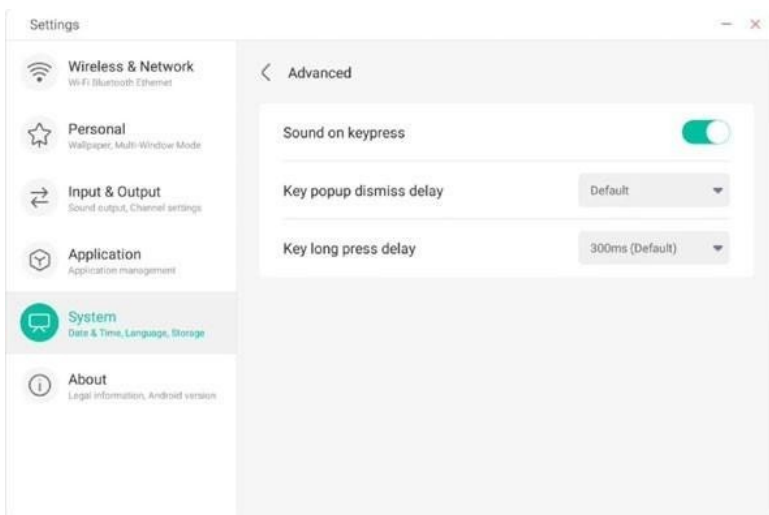 Settings
Wireless & Network
Wi-Fi Bluetooth Ethernet
Personal
Wallpaper, Multi-Window Mode
Input & Output
Sound output, Channel settings
Application
Application management
System
Date & Time, Language, Storage
About
Legal information, Android version
Advanced
Sound on keypress
Key popup dismiss delay
Default
Key long press delay
300ms (Default)